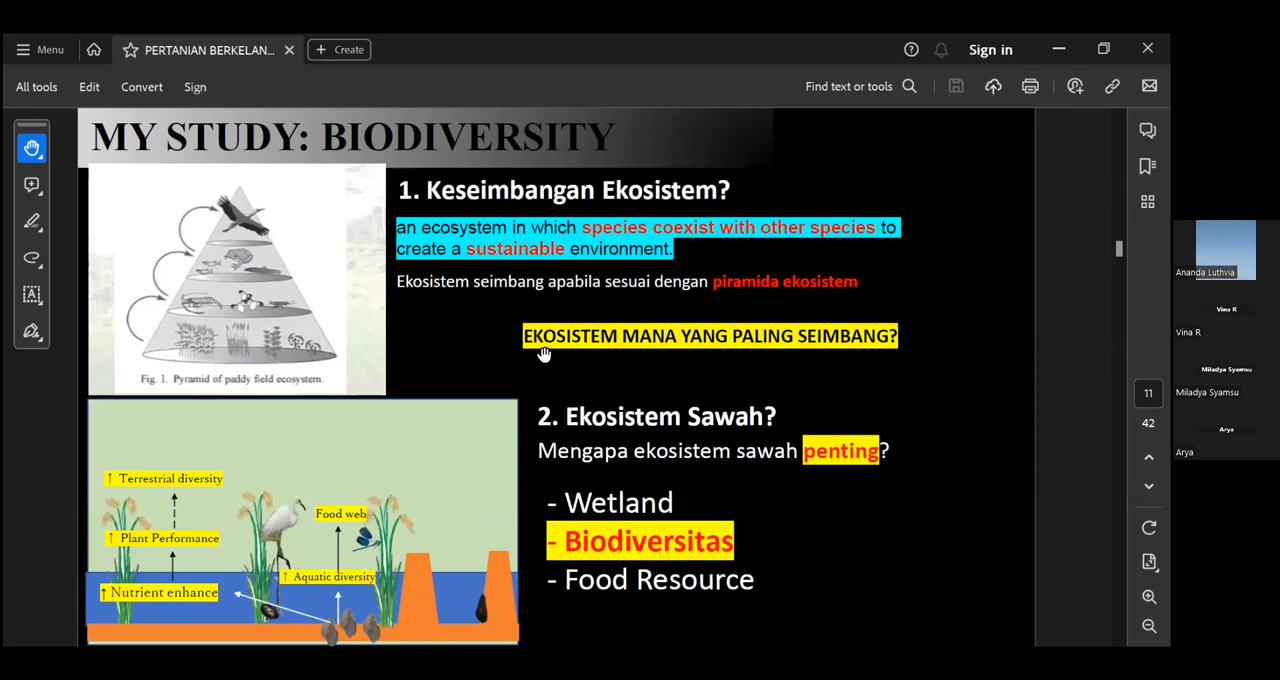 Menu
PERTANIAN BERKELAN...
Create
Sign in
All tools
Edit
Convert
Sign
Find text or tools
MY STUDY: BIODIVERSITY
Fig. 1. Pyramid of paddy field ecosystem.
1. Keseimbangan Ekosistem?
an ecosystem in which species coexist with other species to
create a sustainable environment.
Ekosistem seimbang apabila sesuai dengan piramida ekosistem
EKOSISTEM MANA YANG PALING SEIMBANG?
↑ Terrestrial diversity
↑ Plant Performance
↑ Nutrient enhance
Food web
↑ Aquatic diversity
2. Ekosistem Sawah?
Mengapa ekosistem sawah penting?
- Wetland
- Biodiversitas
- Food Resource
11
42
Ananda Luthvia
Vina R
Vina R
Miladya Syamsu
Miladya Syamsu
Arya
Arya